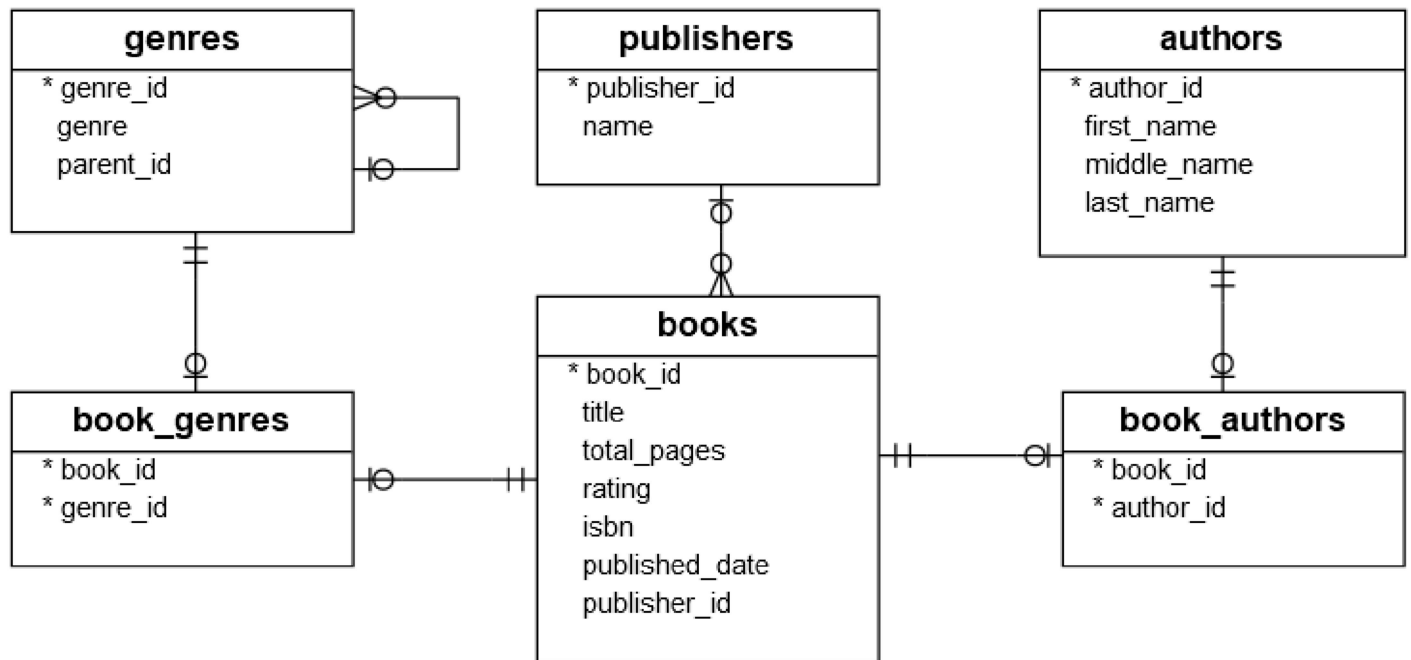 genres
* genre_id
genre
parent_id
publishers
* publisher_id
name
authors
* author_id
first_name
middle_name
last_name
book_genres
* book_id
* genre_id
books
* book_id
title
total_pages
rating
isbn
published_date
publisher_id
book_authors
* book_id
* author_id